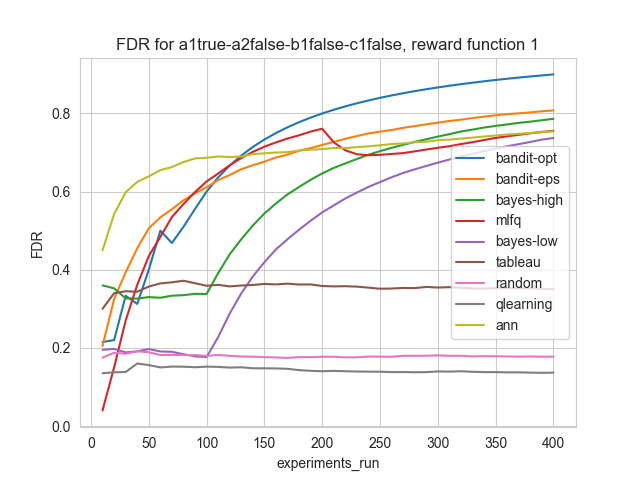 FDR for a1true-a2false-b1false-c1false, reward function 1
FDR
0.8
0.6
0.4
0.2
0.0
0
50
100
150
200
250
300
350
400
experiments_run
bandit-opt
bandit-eps
bayes-high
mlfq
bayes-low
tableau
random
qlearning
ann